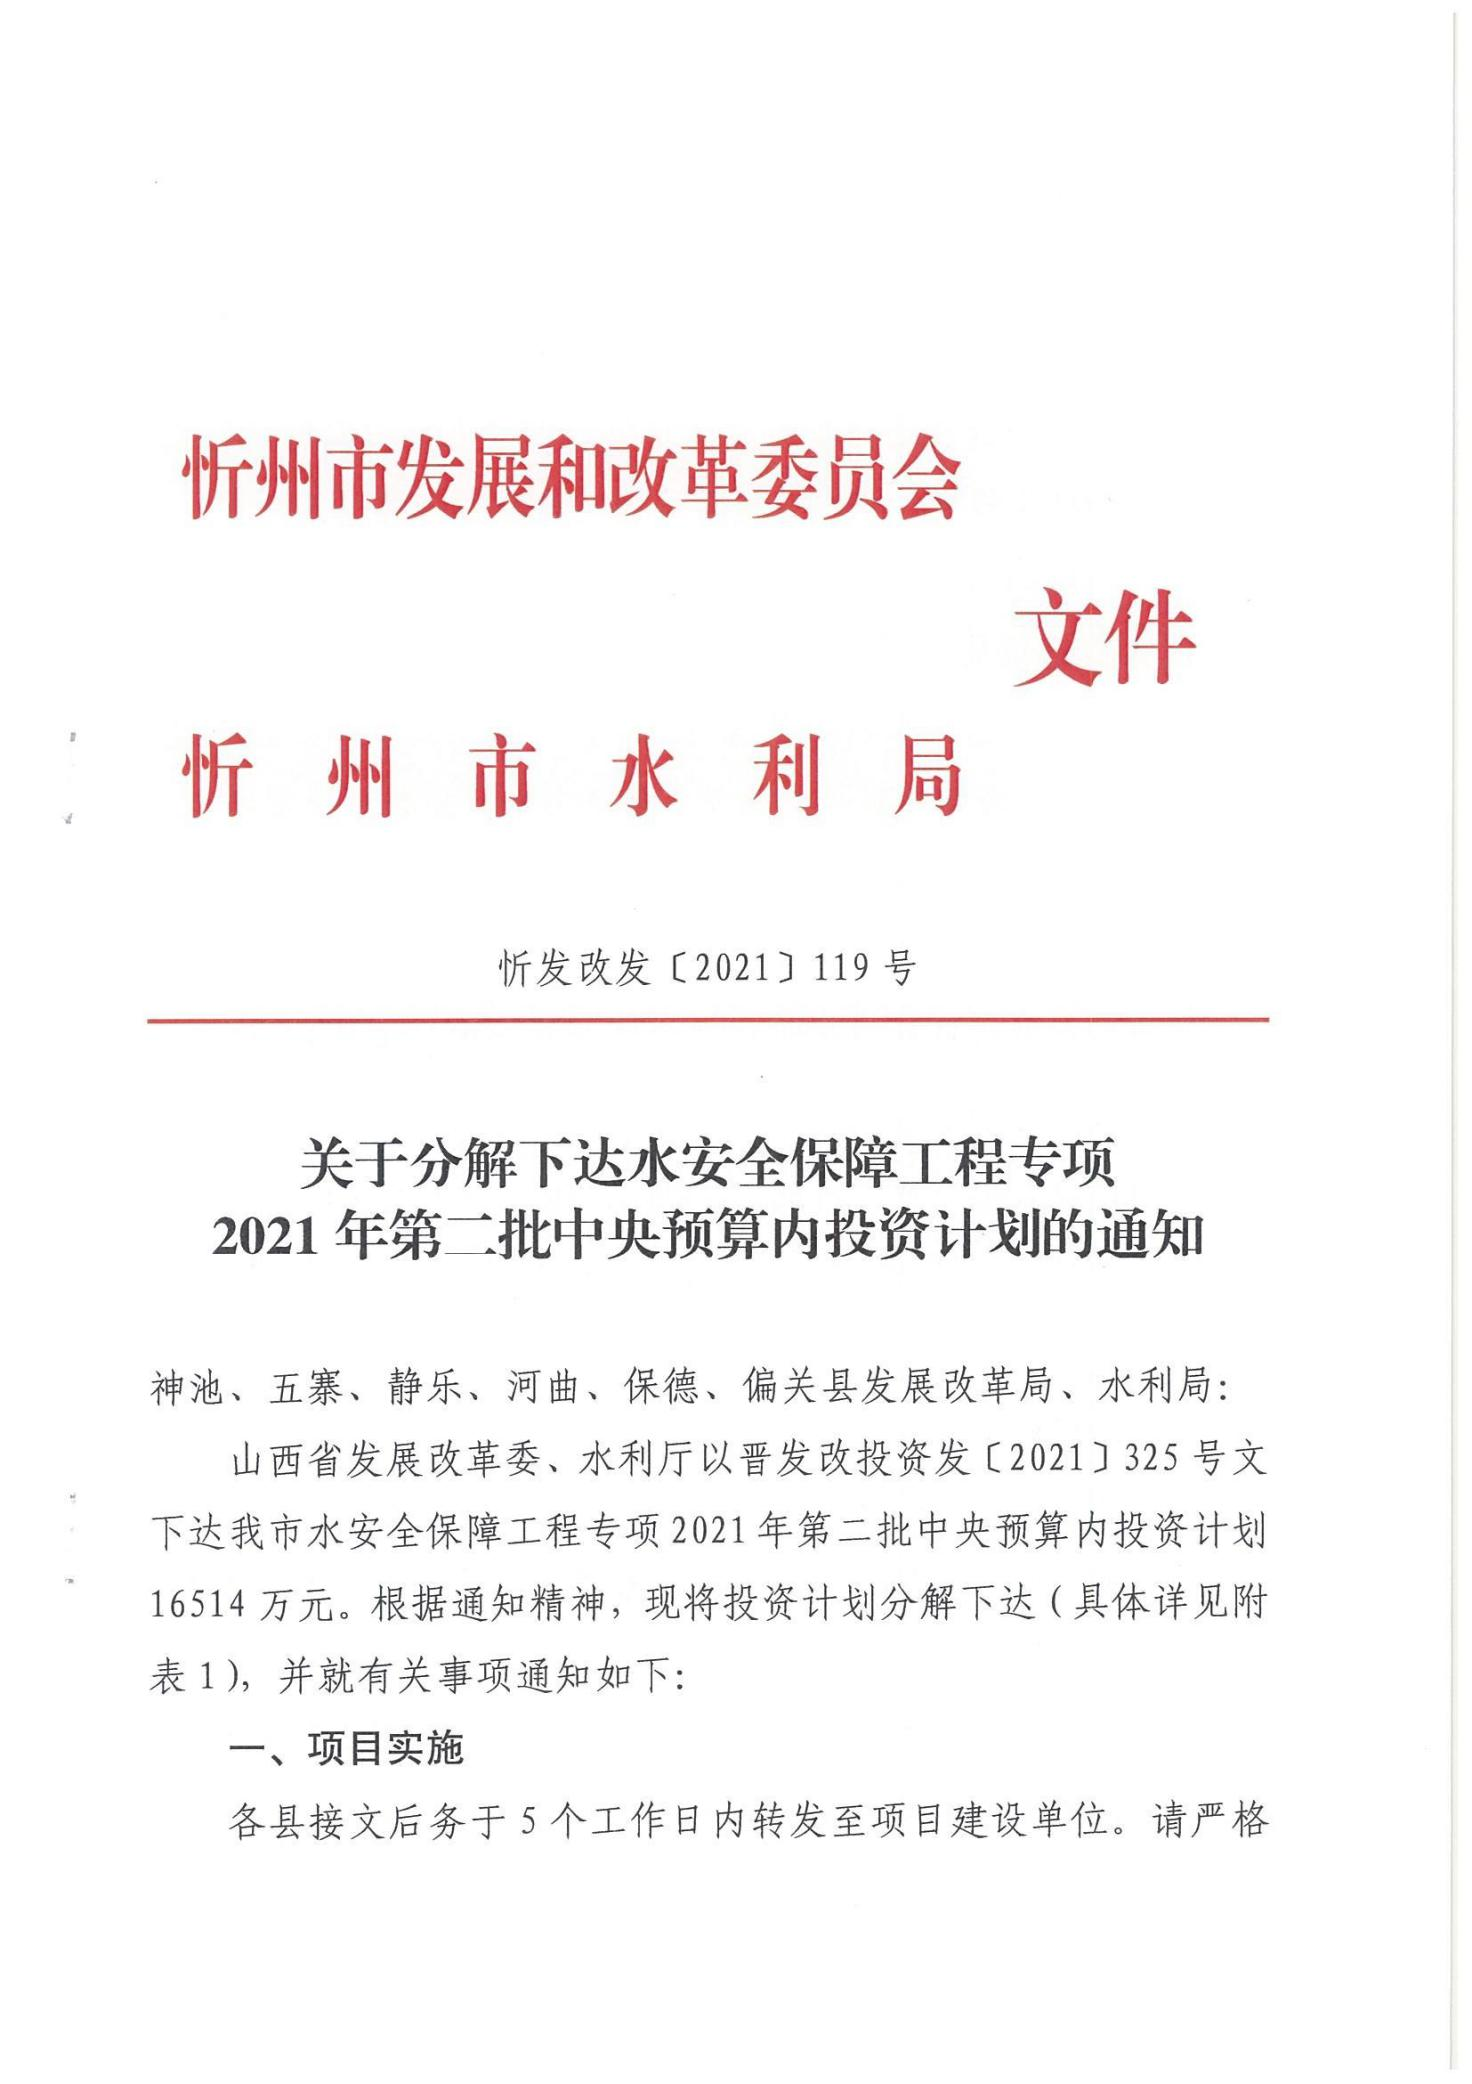 忻州市发展和改革委员会
文件
忻州市水利局
忻发改发〔2021〕119号
关于分解下达水安全保障工程专项
2021年第二批中央预算内投资计划的通知
神池、五寨、静乐、河曲、保德、偏关县发展改革局、水利局：
山西省发展改革委、水利厅以晋发改投资发〔2021〕325号文
下达我市水安全保障工程专项2021年第二批中央预算内投资计划
16514万元。根据通知精神，现将投资计划分解下达（具体详见附
表1），并就有关事项通知如下：
一、项目实施
各县接文后务于5个工作日内转发至项目建设单位。请严格